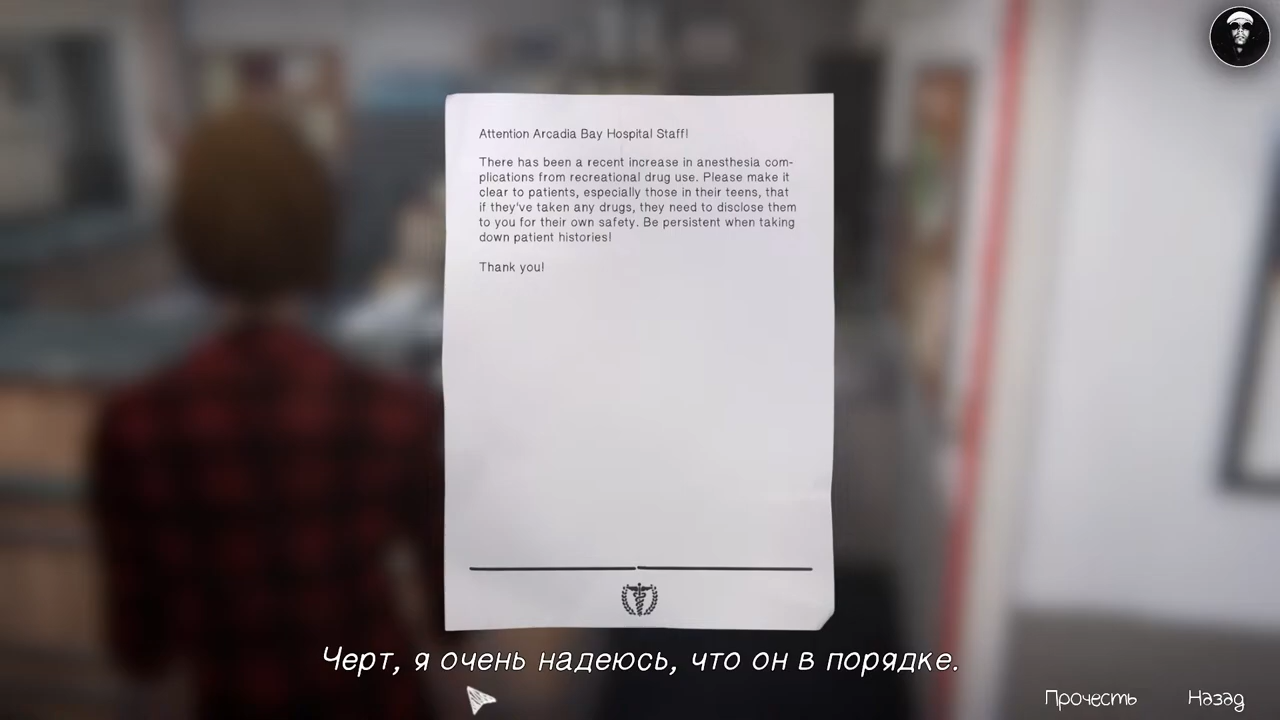 Attention Arcadia Bay Hospital Staff!
There has been a recent increase in anesthesia com-
plications from recreational drug use. Please make it
clear to patients, especially those in their teens, that
if they've taken any drugs, they need to disclose them
to you for their own safety. Be persistent when taking
down patient histories!
Thank you!
Черт, я очень надеюсь, что он в порядке.
Прочесть Назад